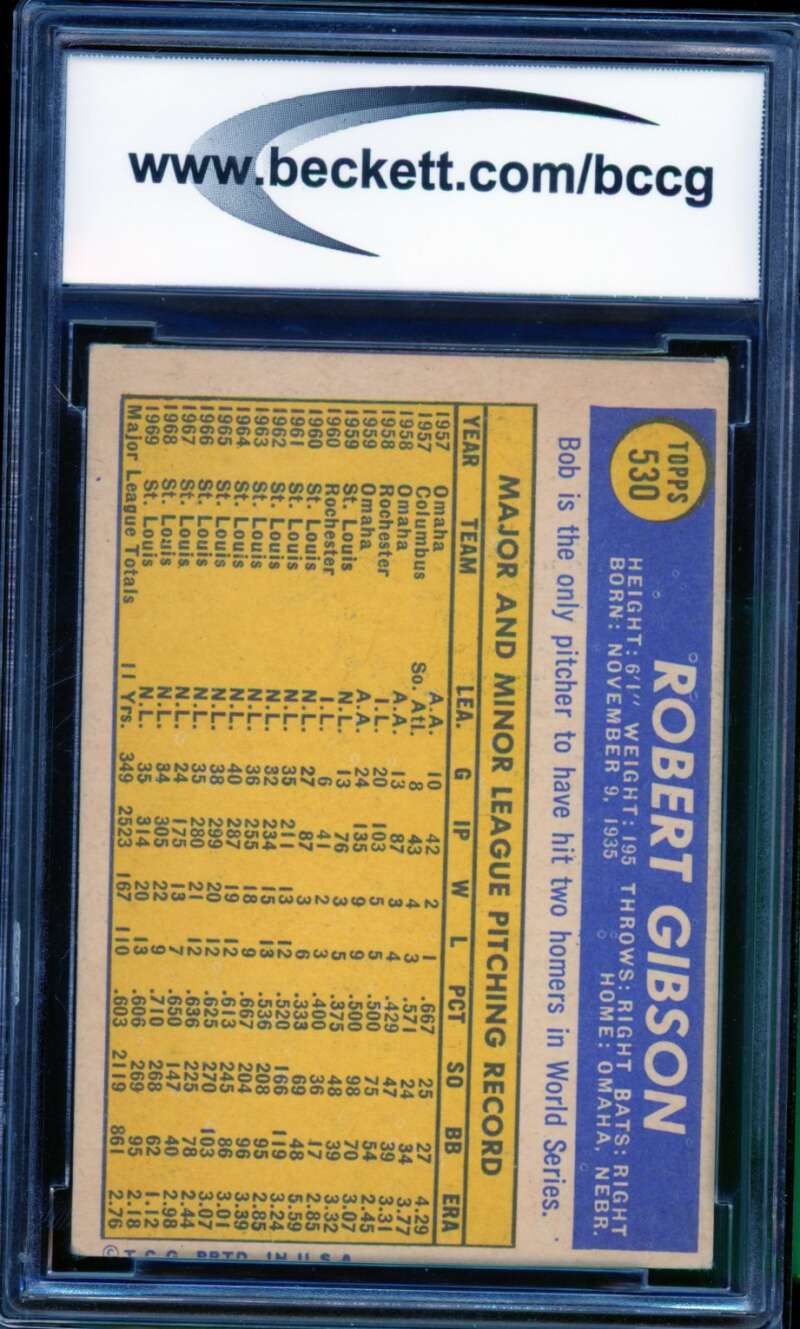 www.beckett.com/bccg
TOPPS
530
ROBERT GIBSON
HEIGHT: 6'1" WEIGHT: 195 THROWS: RIGHT BATS: RIGHT
BORN: NOVEMBER 9, 1935 HOME: OMAHA, NEBR.
Bob is the only pitcher to have hit two homers in World Series.
MAJOR AND MINOR LEAGUE PITCHING RECORD
YEAR TEAM LEA. G IP W L PCT SO BB ERA
1957 Omaha A.A. 10 42 2 1 .667 25 27 4.29
1957 Columbus So. Atl. 8 43 4 3 .571 24 34 3.77
1958 Omaha A.A. 13 87 3 4 .429 47 39 3.31
1958 Rochester I.L. 20 103 5 5 .500 75 54 2.45
1959 Omaha A.A. 24 135 9 9 .500 98 70 3.07
1959 St. Louis N.L. 13 76 3 5 .375 48 39 3.32
1960 Rochester I.L. 6 41 2 3 .400 36 17 2.85
1960 St. Louis N.L. 27 87 3 6 .333 69 48 5.59
1961 St. Louis N.L. 35 211 13 12 .520 166 119 3.24
1962 St. Louis N.L. 32 234 15 13 .536 208 95 2.85
1963 St. Louis N.L. 36 255 18 9 .667 204 96 3.39
1964 St. Louis N.L. 40 287 19 12 .613 245 86 3.01
1965 St. Louis N.L. 38 299 20 12 .625 270 103 3.07
1966 St. Louis N.L. 35 280 21 12 .636 225 78 2.44
1967 St. Louis N.L. 24 175 13 7 .650 147 40 2.98
1968 St. Louis N.L. 34 305 22 9 .710 268 62 1.12
1969 St. Louis N.L. 35 314 20 13 .606 269 95 2.18
Major League Totals 11 Yrs. 349 2523 167 110 .603 2119 861 2.76
© T.C.G. PRTD. IN U.S.A.